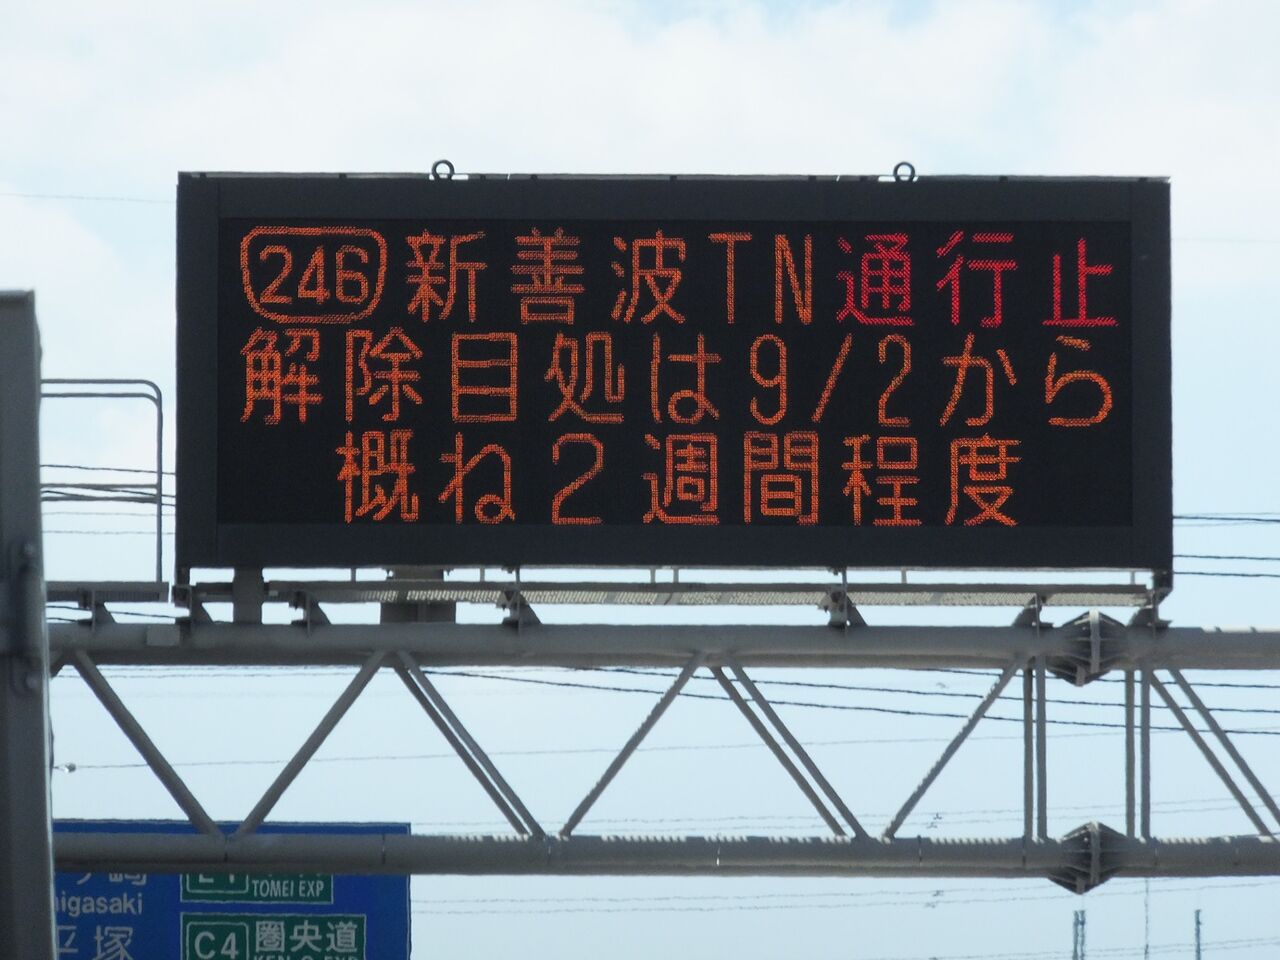 246 新善波TN通行止
解除目処は9/2から
概ね2週間程度
TOMEI EXP
igasaki
平塚
C4 圏央道